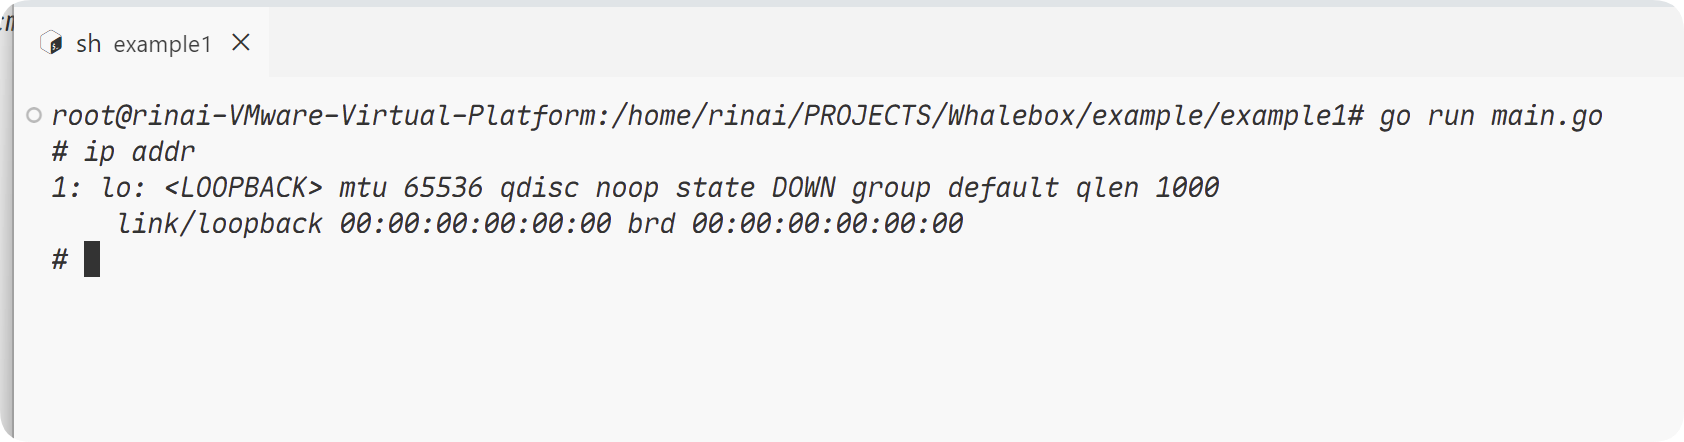 sh example1
root@rinai-VMware-Virtual-Platform:/home/rinai/PROJECTS/Whalebox/example/example1# go run main.go
# ip addr
1: lo: <LOOPBACK> mtu 65536 qdisc noop state DOWN group default qlen 1000
    link/loopback 00:00:00:00:00:00 brd 00:00:00:00:00:00
#